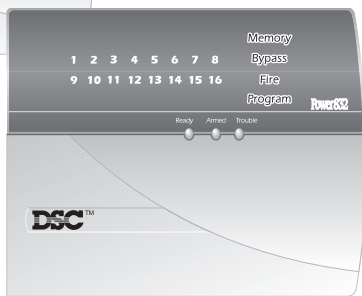 Memory
1 2 3 4 5 6 7 8 Bypass
9 10 11 12 13 14 15 16 Fire
Program
Power832
Ready Armed Trouble
DSC™